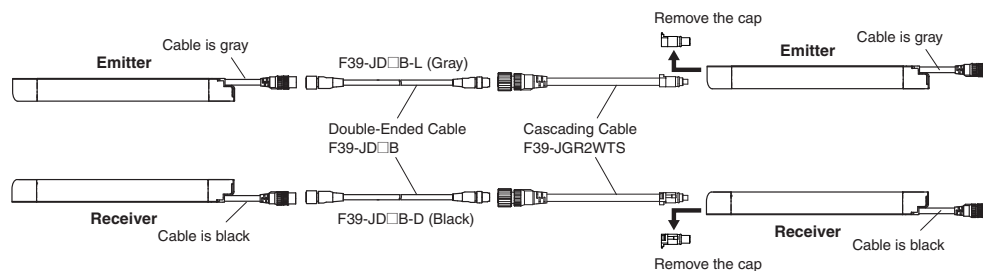 Remove the cap
Cable is gray
Emitter
F39-JD□B-L (Gray)
Emitter
Cable is gray
Double-Ended Cable
F39-JD□B
Cascading Cable
F39-JGR2WTS
Receiver
Cable is black
F39-JD□B-D (Black)
Receiver
Cable is black
Remove the cap